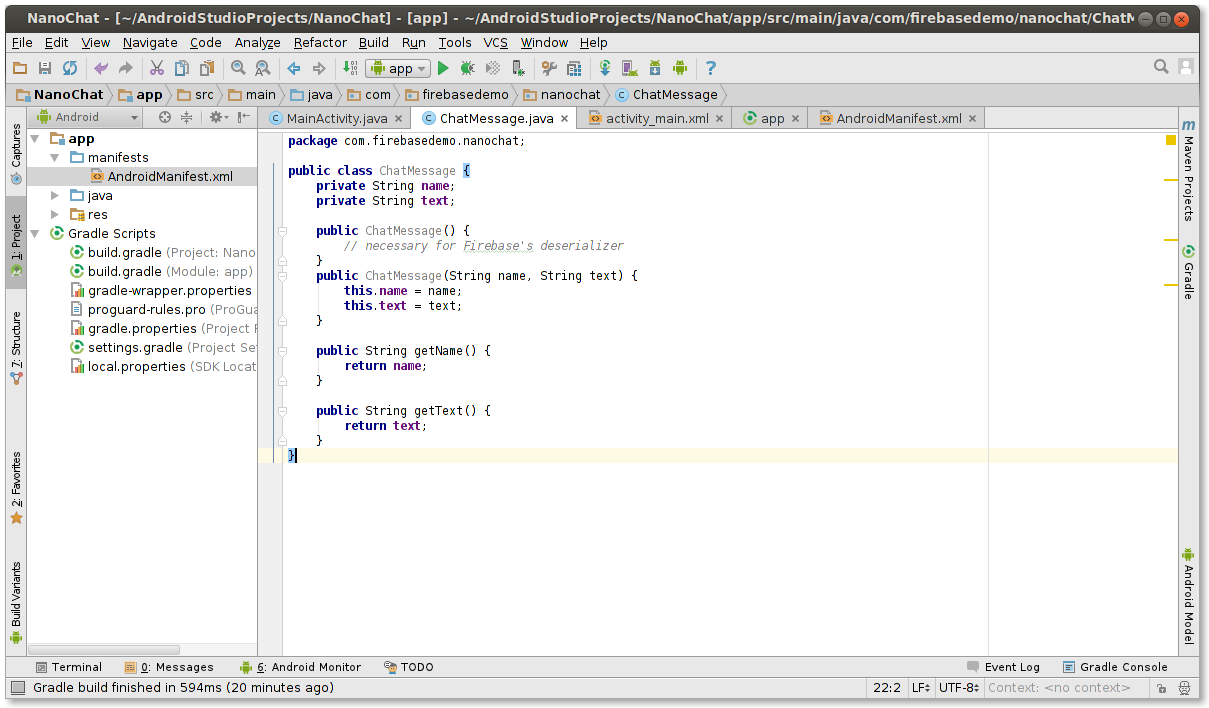 NanoChat - [~/AndroidStudioProjects/NanoChat] - [app] - ~/AndroidStudioProjects/NanoChat/app/src/main/java/com/firebasedemo/nanochat/ChatM
File Edit View Navigate Code Analyze Refactor Build Run Tools VCS Window Help
app
NanoChat app src main java com firebasedemo nanochat ChatMessage
Android
MainActivity.java ChatMessage.java activity_main.xml app AndroidManifest.xml
Captures
1: Project
7: Structure
2: Favorites
Build Variants
app
manifests
AndroidManifest.xml
java
res
Gradle Scripts
build.gradle (Project: Nano
build.gradle (Module: app)
gradle-wrapper.properties
proguard-rules.pro (ProGua
gradle.properties (Project P
settings.gradle (Project Set
local.properties (SDK Locat
package com.firebasedemo.nanochat;
public class ChatMessage {
private String name;
private String text;
public ChatMessage() {
// necessary for Firebase's deserializer
}
public ChatMessage(String name, String text) {
this.name = name;
this.text = text;
}
public String getName() {
return name;
}
public String getText() {
return text;
}
}
Maven Projects
Gradle
Android Model
Terminal 0: Messages 6: Android Monitor TODO Event Log Gradle Console
Gradle build finished in 594ms (20 minutes ago) 22:2 LF UTF-8 Context: <no context>